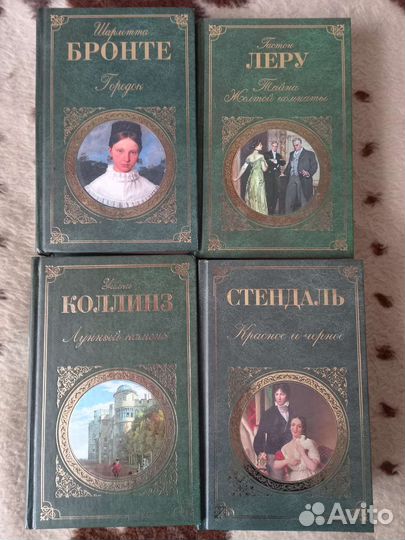 Шарлотта
БРОНТЕ
Городок
Гастон
ЛЕРУ
Тайна
Желтой комнаты
Уилки
КОЛЛИНЗ
Лунный камень
СТЕНДАЛЬ
Красное и черное
Avito